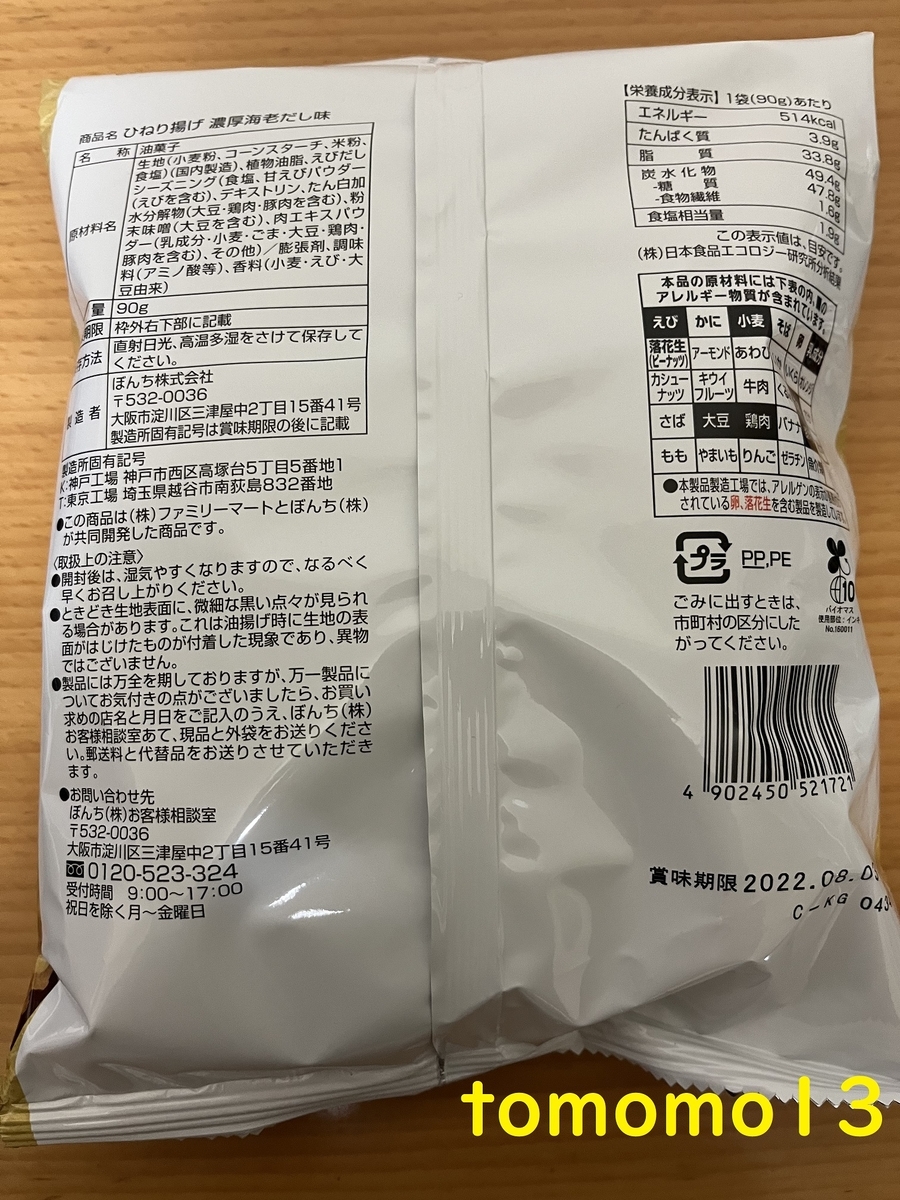 商品名 ひねり揚げ 濃厚海老だし味
名 称 油菓子
原材料名
生地(小麦粉、コーンスターチ、米粉、
食塩)(国内製造)、植物油脂、えびだし
シーズニング(食塩、甘えびパウダー
(えびを含む)、デキストリン、たん白加
水分解物(大豆・鶏肉・豚肉を含む)、粉
末味噌(大豆を含む)、肉エキスパウ
ダー(乳成分・小麦・ごま・大豆・鶏肉・
豚肉を含む)、その他)／膨張剤、調味
料(アミノ酸等)、香料(小麦・えび・大
豆由来)
量 90g
期限 枠外右下部に記載
方法 直射日光、高温多湿をさけて保存して
ください。
製造者
ぼんち株式会社
〒532-0036
大阪市淀川区三津屋中2丁目15番41号
製造所固有記号は賞味期限の後に記載
製造所固有記号
K:神戸工場 神戸市西区高塚台5丁目5番地1
T:東京工場 埼玉県越谷市南荻島832番地
●この商品は(株)ファミリーマートとぼんち(株)
が共同開発した商品です。
〈取扱上の注意〉
●開封後は、湿気やすくなりますので、なるべく
早くお召し上がりください。
●ときどき生地表面に、微細な黒い点々が見られ
る場合があります。これは油揚げ時に生地の表
面がはじけたものが付着した現象であり、異物
ではございません。
●製品には万全を期しておりますが、万一製品に
ついてお気付きの点がございましたら、お買い
求めの店名と月日をご記入のうえ、ぼんち(株)
お客様相談室あて、現品と外袋をお送りくださ
い。郵送料と代替品をお送りさせていただき
ます。
●お問い合わせ先
ぼんち(株)お客様相談室
〒532-0036
大阪市淀川区三津屋中2丁目15番41号
0120-523-324
受付時間 9:00〜17:00
祝日を除く月〜金曜日
【栄養成分表示】1袋(90g)あたり
エネルギー 514kcal
たんぱく質 3.9g
脂 質 33.8g
炭水化物 49.4g
-糖 質 47.8g
-食物繊維 1.6g
食塩相当量 1.9g
この表示値は、目安です。
(株)日本食品エコロジー研究所分析結果
本品の原材料には下表の内、■の
アレルギー物質が含まれています。
えび かに 小麦 そば 卵 乳成分
落花生(ピーナッツ) アーモンド あわび いか いくら オレンジ
カシューナッツ キウイフルーツ 牛肉
さば 大豆 鶏肉 バナナ
もも やまいも りんご ゼラチン
●本製品製造工場では、アレルゲンの表示が
されている卵、落花生を含む製品を製造してい
プラ PP,PE
ごみに出すときは、
市町村の区分にした
がってください。
10
バイオマス
使用部位:インキ
No.160011
4 902450 521721
賞味期限 2022.08.
C-KG 043
tomomo13